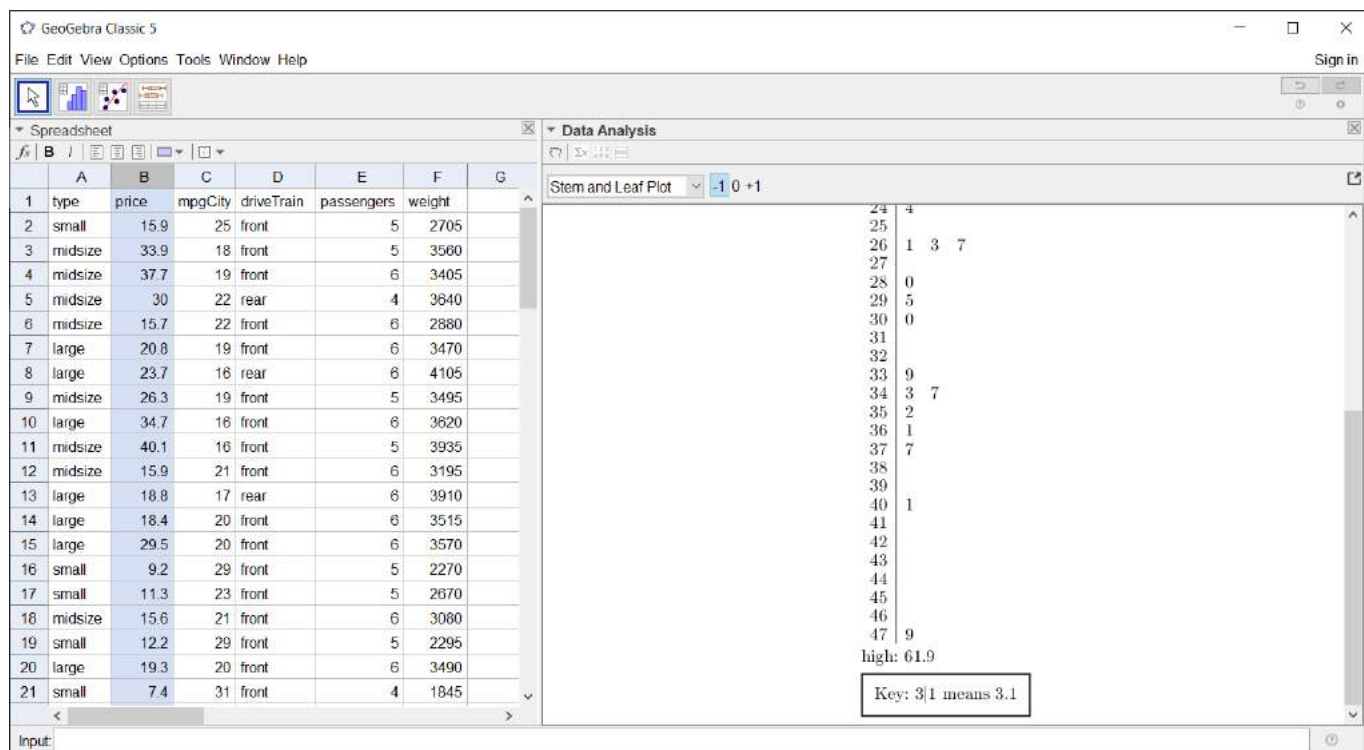 GeoGebra Classic 5
File Edit View Options Tools Window Help
Sign in
Spreadsheet
fx B I
A B C D E F G
1 type price mpgCity driveTrain passengers weight
2 small 15.9 25 front 5 2705
3 midsize 33.9 18 front 5 3560
4 midsize 37.7 19 front 6 3405
5 midsize 30 22 rear 4 3640
6 midsize 15.7 22 front 6 2880
7 large 20.8 19 front 6 3470
8 large 23.7 16 rear 6 4105
9 midsize 26.3 19 front 5 3495
10 large 34.7 16 front 6 3620
11 midsize 40.1 16 front 5 3935
12 midsize 15.9 21 front 6 3195
13 large 18.8 17 rear 6 3910
14 large 18.4 20 front 6 3515
15 large 29.5 20 front 6 3570
16 small 9.2 29 front 5 2270
17 small 11.3 23 front 5 2670
18 midsize 15.6 21 front 6 3080
19 small 12.2 29 front 5 2295
20 large 19.3 20 front 6 3490
21 small 7.4 31 front 4 1845
Data Analysis
Σx
Stem and Leaf Plot -1 0 +1
24 | 4
25 |
26 | 1 3 7
27 |
28 | 0
29 | 5
30 | 0
31 |
32 |
33 | 9
34 | 3 7
35 | 2
36 | 1
37 | 7
38 |
39 |
40 | 1
41 |
42 |
43 |
44 |
45 |
46 |
47 | 9
high: 61.9
Key: 3|1 means 3.1
Input: